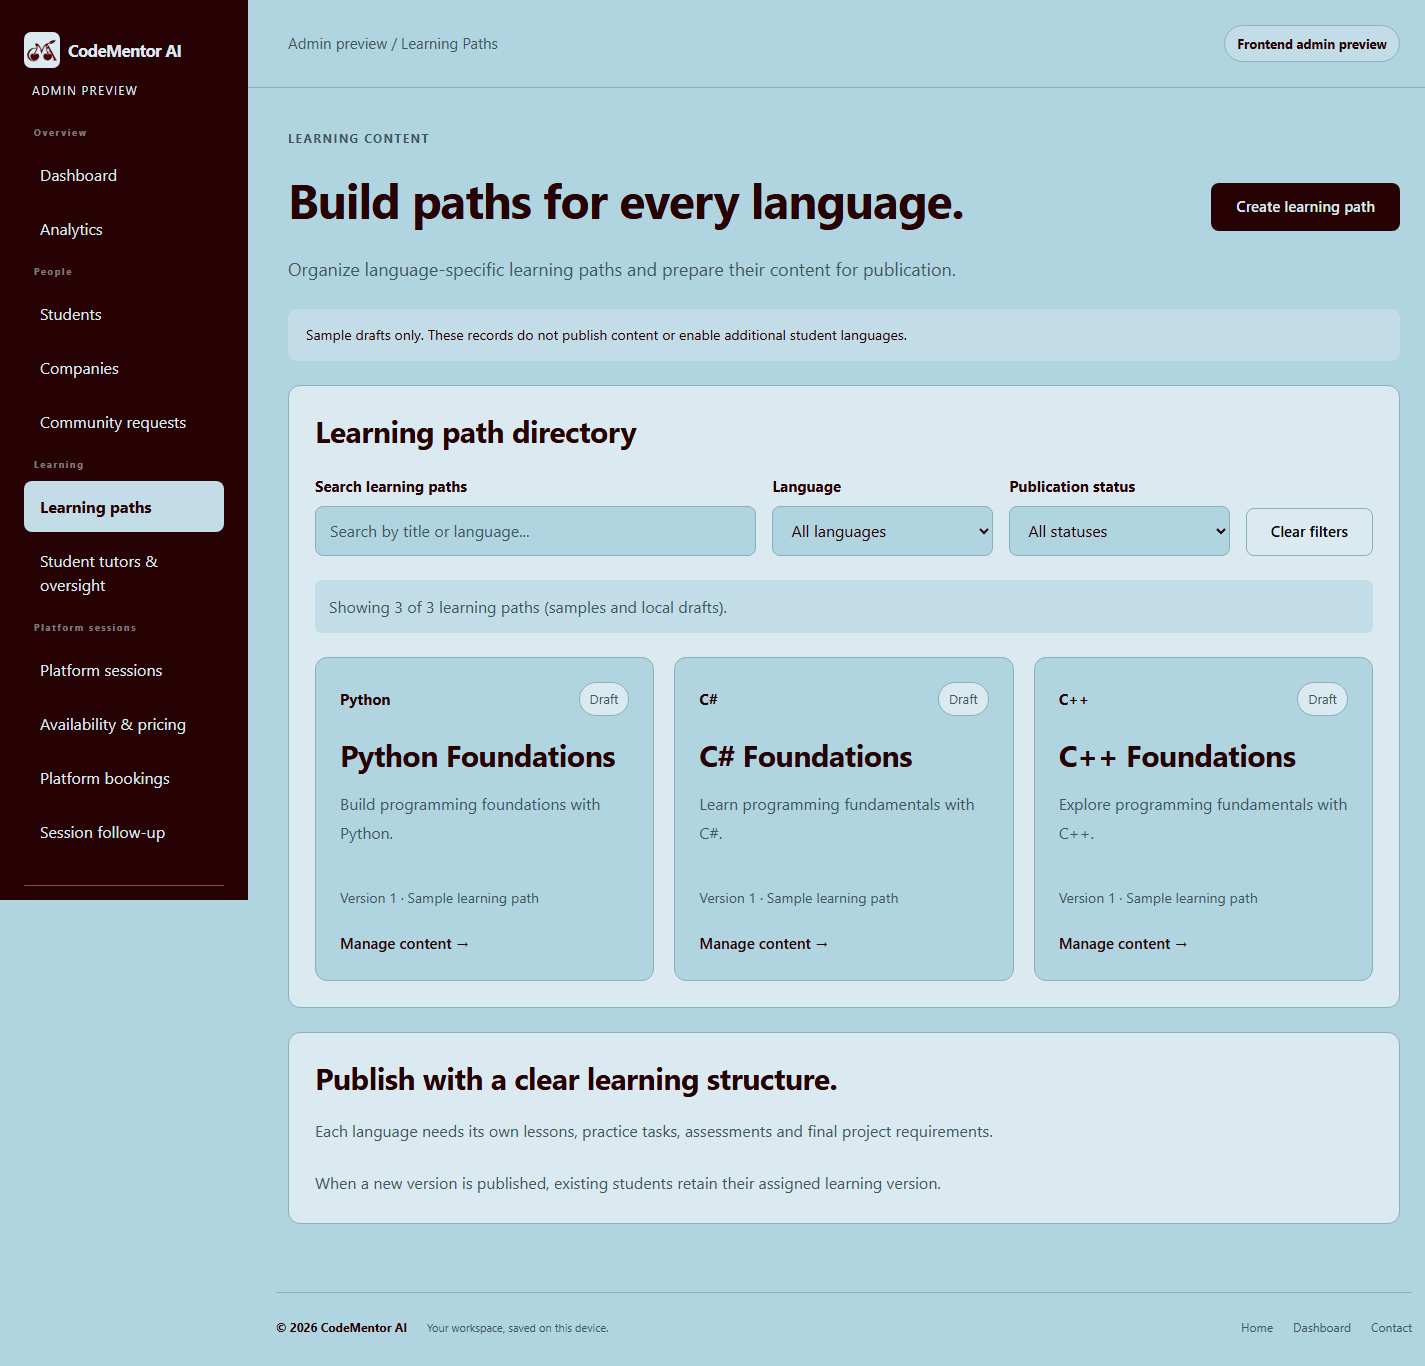 CodeMentor AI
ADMIN PREVIEW
Overview
Dashboard
Analytics
People
Students
Companies
Community requests
Learning
Learning paths
Student tutors &
oversight
Platform sessions
Platform sessions
Availability & pricing
Platform bookings
Session follow-up
Admin preview / Learning Paths
Frontend admin preview
LEARNING CONTENT
Build paths for every language.
Create learning path
Organize language-specific learning paths and prepare their content for publication.
Sample drafts only. These records do not publish content or enable additional student languages.
Learning path directory
Search learning paths
Language
Publication status
Search by title or language...
All languages
All statuses
Clear filters
Showing 3 of 3 learning paths (samples and local drafts).
Python
Draft
Python Foundations
Build programming foundations with
Python.
Version 1 · Sample learning path
Manage content →
C#
Draft
C# Foundations
Learn programming fundamentals with
C#.
Version 1 · Sample learning path
Manage content →
C++
Draft
C++ Foundations
Explore programming fundamentals with
C++.
Version 1 · Sample learning path
Manage content →
Publish with a clear learning structure.
Each language needs its own lessons, practice tasks, assessments and final project requirements.
When a new version is published, existing students retain their assigned learning version.
© 2026 CodeMentor AI
Your workspace, saved on this device.
Home
Dashboard
Contact